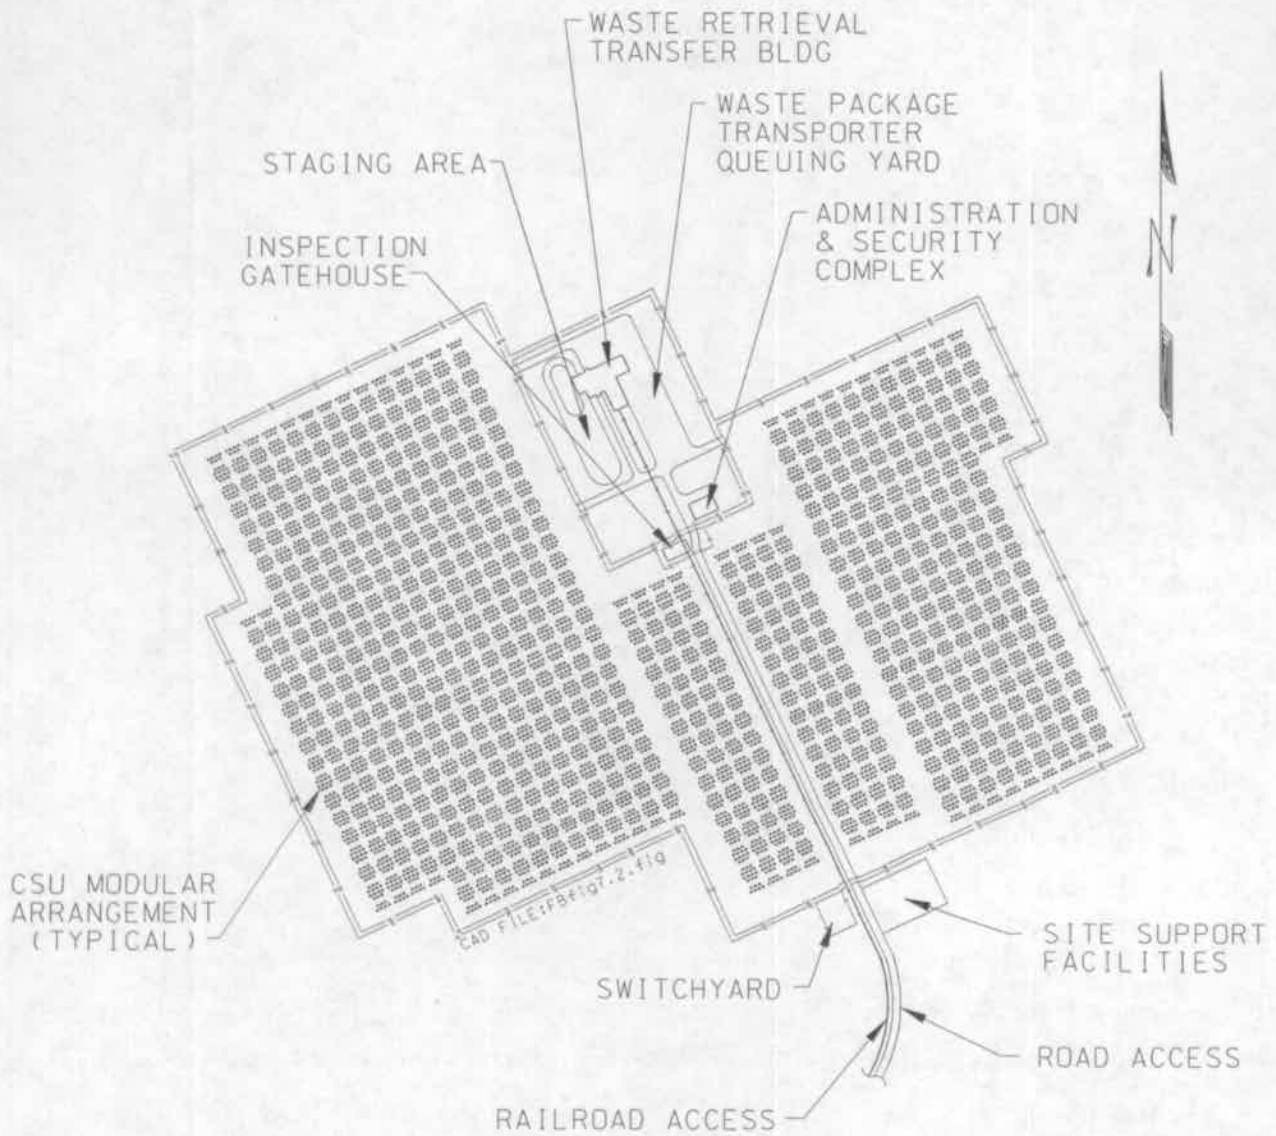 WASTE RETRIEVAL
TRANSFER BLDG
WASTE PACKAGE
TRANSPORTER
QUEUING YARD
STAGING AREA
ADMINISTRATION
& SECURITY
COMPLEX
INSPECTION
GATEHOUSE
N
CSU MODULAR
ARRANGEMENT
(TYPICAL)
CAD FILE:FBfigf.2.fig
SITE SUPPORT
FACILITIES
SWITCHYARD
ROAD ACCESS
RAILROAD ACCESS